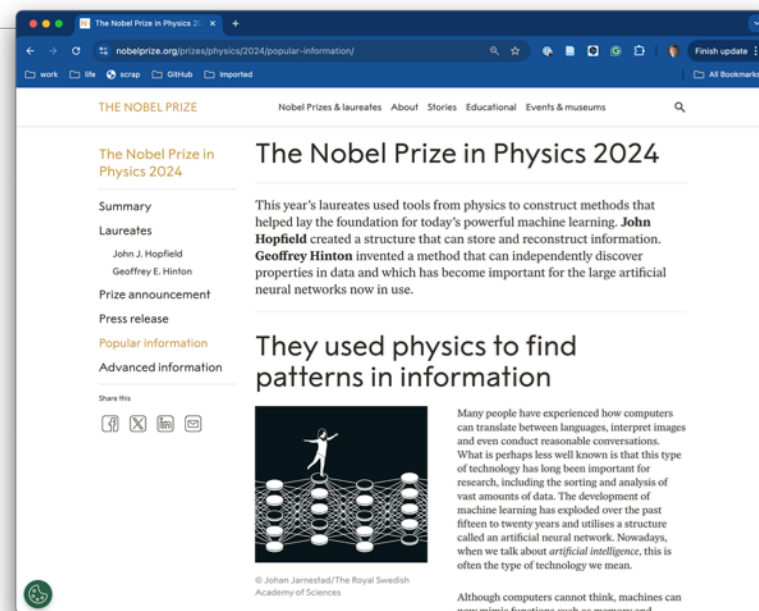 The Nobel Prize in Physics 20
nobelprize.org/prizes/physics/2024/popular-information/
Finish update
work life scrap GitHub Imported
All Bookmarks
THE NOBEL PRIZE
Nobel Prizes & laureates About Stories Educational Events & museums
The Nobel Prize in
Physics 2024
Summary
Laureates
John J. Hopfield
Geoffrey E. Hinton
Prize announcement
Press release
Popular information
Advanced information
Share this
The Nobel Prize in Physics 2024
This year's laureates used tools from physics to construct methods that
helped lay the foundation for today's powerful machine learning. John
Hopfield created a structure that can store and reconstruct information.
Geoffrey Hinton invented a method that can independently discover
properties in data and which has become important for the large artificial
neural networks now in use.
They used physics to find
patterns in information
© Johan Jarnestad/The Royal Swedish
Academy of Sciences
Many people have experienced how computers
can translate between languages, interpret images
and even conduct reasonable conversations.
What is perhaps less well known is that this type
of technology has long been important for
research, including the sorting and analysis of
vast amounts of data. The development of
machine learning has exploded over the past
fifteen to twenty years and utilises a structure
called an artificial neural network. Nowadays,
when we talk about artificial intelligence, this is
often the type of technology we mean.
Although computers cannot think, machines can
now mimic functions such as memory and